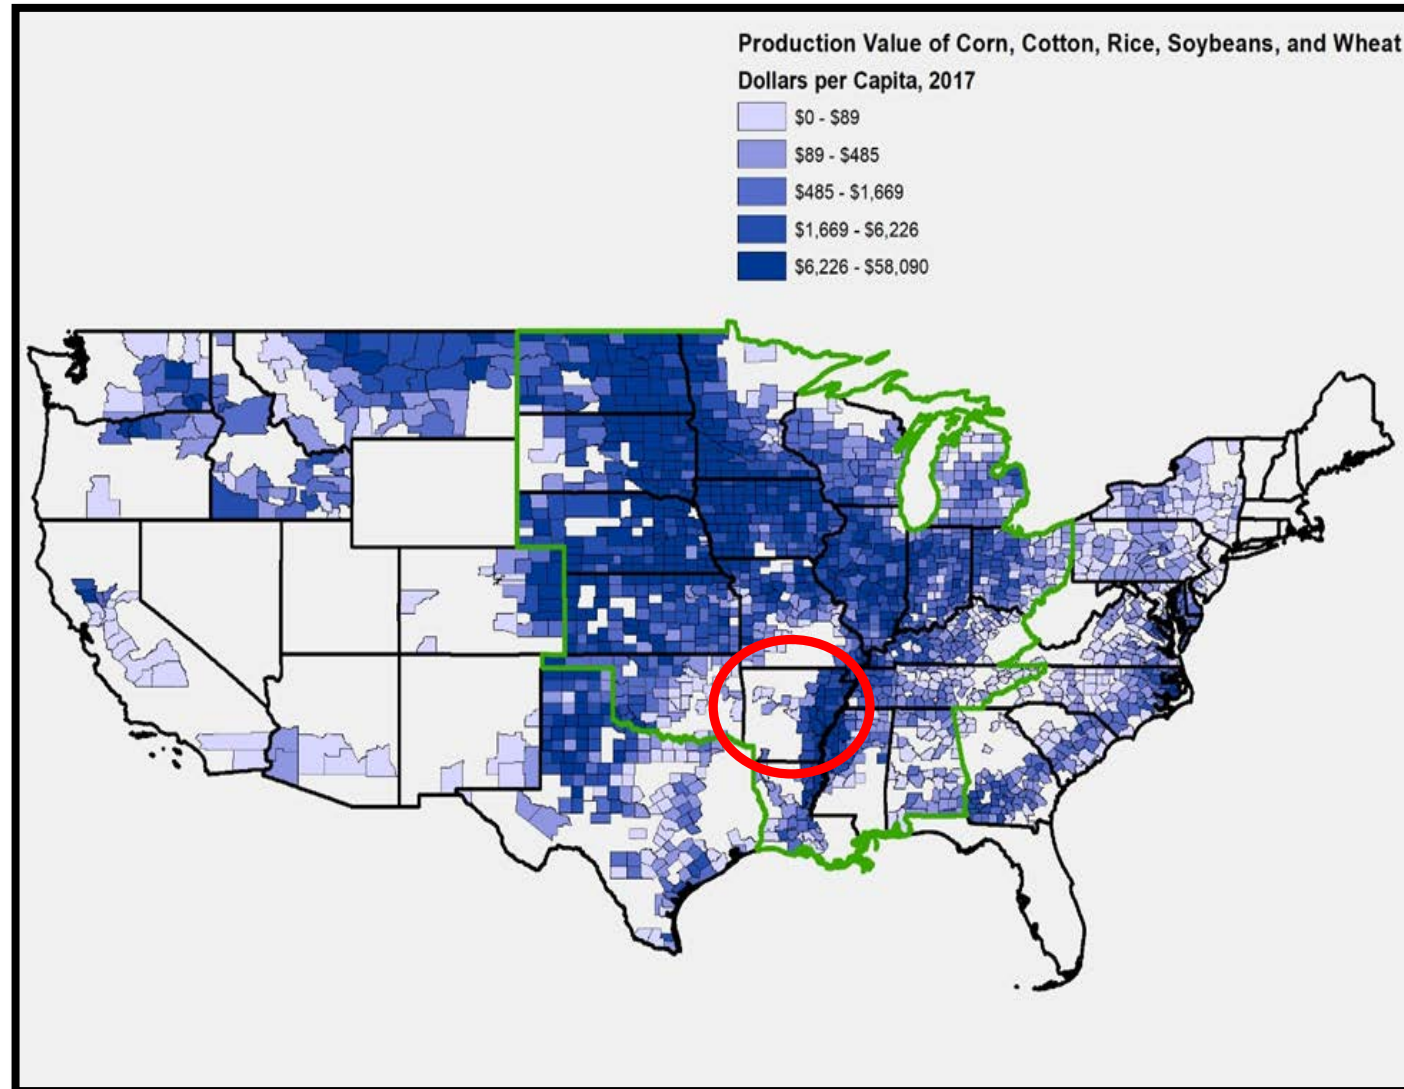 Production Value of Corn, Cotton, Rice, Soybeans, and Wheat
Dollars per Capita, 2017
$0 - $89
$89 - $485
$485 - $1,669
$1,669 - $6,226
$6,226 - $58,090